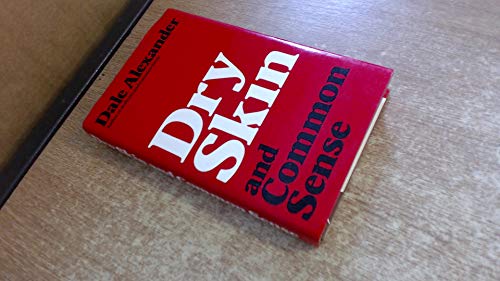 Dale Alexander
Dry
Skin
and
Common
Sense